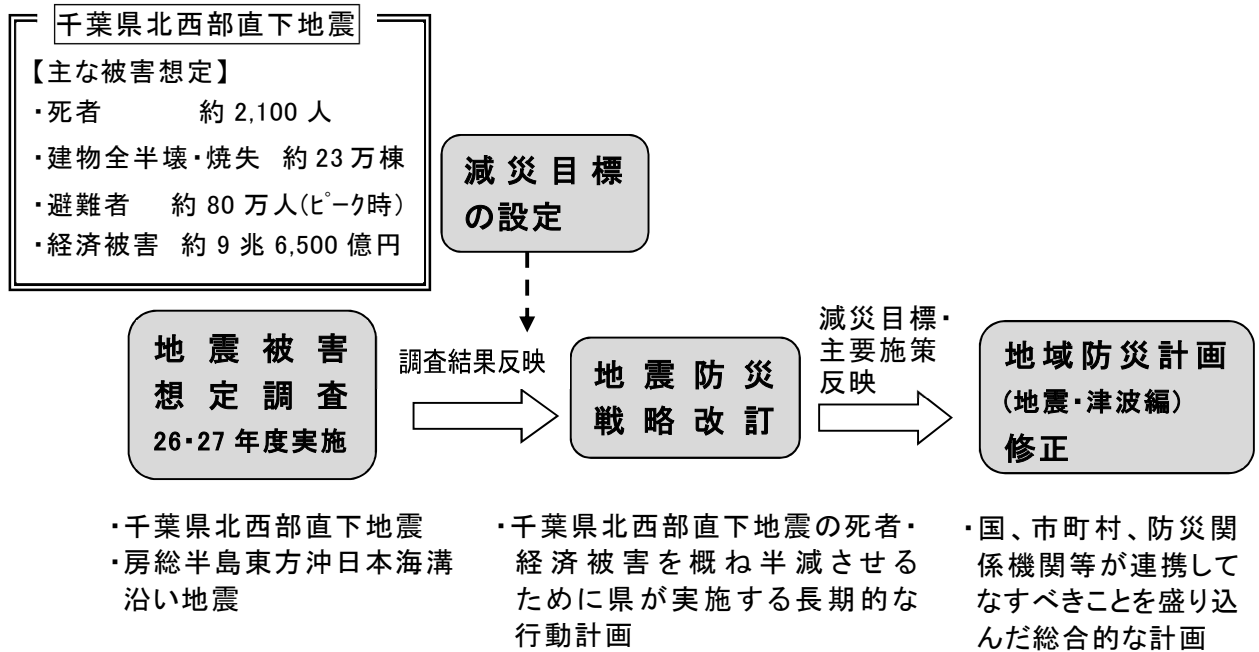 千葉県北西部直下地震
【主な被害想定】
・死者 約 2,100 人
・建物全半壊・焼失 約 23 万棟
・避難者 約 80 万人(ピーク時)
・経済被害 約 9 兆 6,500 億円
減災目標
の設定
地震被害
想定調査
26・27 年度実施
調査結果反映
地震防災
戦略改訂
減災目標・
主要施策
反映
地域防災計画
(地震・津波編)
修正
・千葉県北西部直下地震
・房総半島東方沖日本海溝
沿い地震
・千葉県北西部直下地震の死者・
経済被害を概ね半減させる
ために県が実施する長期的な
行動計画
・国、市町村、防災関
係機関等が連携して
なすべきことを盛り込
んだ総合的な計画